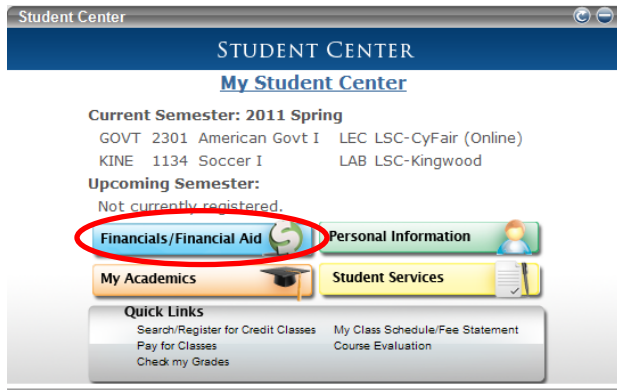 Student Center
STUDENT CENTER
My Student Center
Current Semester: 2011 Spring
GOVT 2301 American Govt I LEC LSC-CyFair (Online)
KINE 1134 Soccer I LAB LSC-Kingwood
Upcoming Semester:
Not currently registered.
Financials/Financial Aid Personal Information
My Academics Student Services
Quick Links
Search/Register for Credit Classes My Class Schedule/Fee Statement
Pay for Classes Course Evaluation
Check my Grades